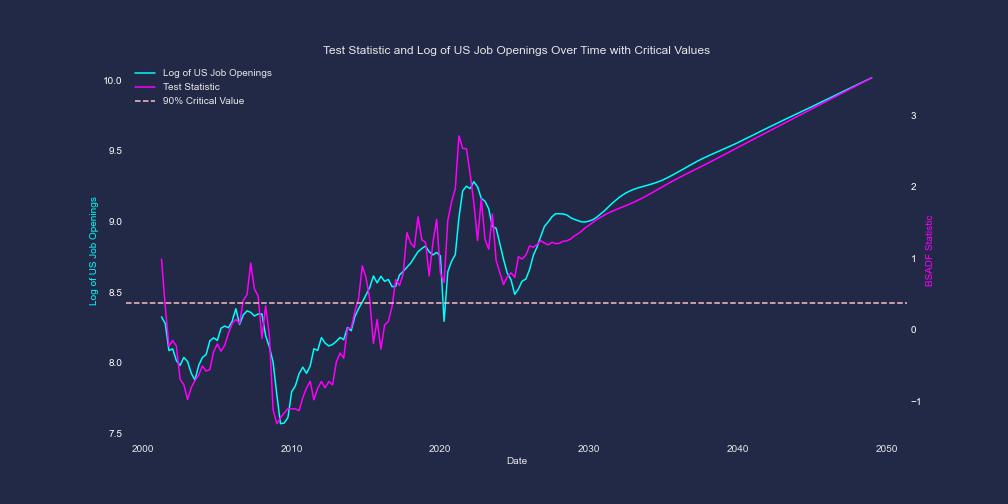 Test Statistic and Log of US Job Openings Over Time with Critical Values
Log of US Job Openings
Test Statistic
90% Critical Value
10.0
9.5
9.0
8.5
8.0
7.5
Log of US Job Openings
3
2
1
0
−1
BSADF Statistic
2000
2010
2020
2030
2040
2050
Date